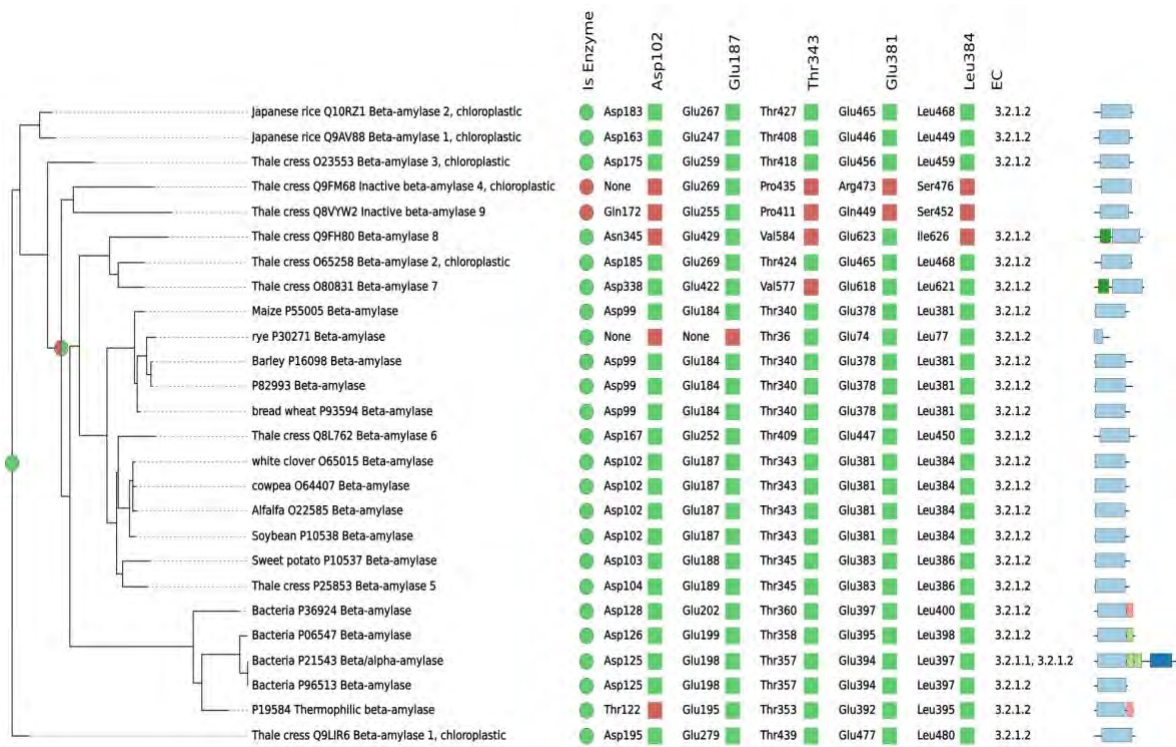 Is Enzyme Asp102 Glu187 Thr343 Glu381 Leu384 EC
Japanese rice Q10RZ1 Beta-amylase 2, chloroplastic Asp183 Glu267 Thr427 Glu465 Leu468 3.2.1.2
Japanese rice Q9AV88 Beta-amylase 1, chloroplastic Asp163 Glu247 Thr408 Glu446 Leu449 3.2.1.2
Thale cress O23553 Beta-amylase 3, chloroplastic Asp175 Glu259 Thr418 Glu456 Leu459 3.2.1.2
Thale cress Q9FM68 Inactive beta-amylase 4, chloroplastic None Glu269 Pro435 Arg473 Ser476
Thale cress Q8VYW2 Inactive beta-amylase 9 Gln172 Glu255 Pro411 Gln449 Ser452
Thale cress Q9FH80 Beta-amylase 8 Asn345 Glu429 Val584 Glu623 Ile626 3.2.1.2
Thale cress O65258 Beta-amylase 2, chloroplastic Asp185 Glu269 Thr424 Glu465 Leu468 3.2.1.2
Thale cress O80831 Beta-amylase 7 Asp338 Glu422 Val577 Glu618 Leu621 3.2.1.2
Maize P55005 Beta-amylase Asp99 Glu184 Thr340 Glu378 Leu381 3.2.1.2
rye P30271 Beta-amylase None None Thr36 Glu74 Leu77 3.2.1.2
Barley P16098 Beta-amylase Asp99 Glu184 Thr340 Glu378 Leu381 3.2.1.2
P82993 Beta-amylase Asp99 Glu184 Thr340 Glu378 Leu381 3.2.1.2
bread wheat P93594 Beta-amylase Asp99 Glu184 Thr340 Glu378 Leu381 3.2.1.2
Thale cress Q8L762 Beta-amylase 6 Asp167 Glu252 Thr409 Glu447 Leu450 3.2.1.2
white clover O65015 Beta-amylase Asp102 Glu187 Thr343 Glu381 Leu384 3.2.1.2
cowpea O64407 Beta-amylase Asp102 Glu187 Thr343 Glu381 Leu384 3.2.1.2
Alfalfa O22585 Beta-amylase Asp102 Glu187 Thr343 Glu381 Leu384 3.2.1.2
Soybean P10538 Beta-amylase Asp102 Glu187 Thr343 Glu381 Leu384 3.2.1.2
Sweet potato P10537 Beta-amylase Asp103 Glu188 Thr345 Glu383 Leu386 3.2.1.2
Thale cress P25853 Beta-amylase 5 Asp104 Glu189 Thr345 Glu383 Leu386 3.2.1.2
Bacteria P36924 Beta-amylase Asp128 Glu202 Thr360 Glu397 Leu400 3.2.1.2
Bacteria P06547 Beta-amylase Asp126 Glu199 Thr358 Glu395 Leu398 3.2.1.2
Bacteria P21543 Beta/alpha-amylase Asp125 Glu198 Thr357 Glu394 Leu397 3.2.1.1, 3.2.1.2
Bacteria P96513 Beta-amylase Asp125 Glu198 Thr357 Glu394 Leu397 3.2.1.2
P19584 Thermophilic beta-amylase Thr122 Glu195 Thr353 Glu392 Leu395 3.2.1.2
Thale cress Q9LIR6 Beta-amylase 1, chloroplastic Asp195 Glu279 Thr439 Glu477 Leu480 3.2.1.2